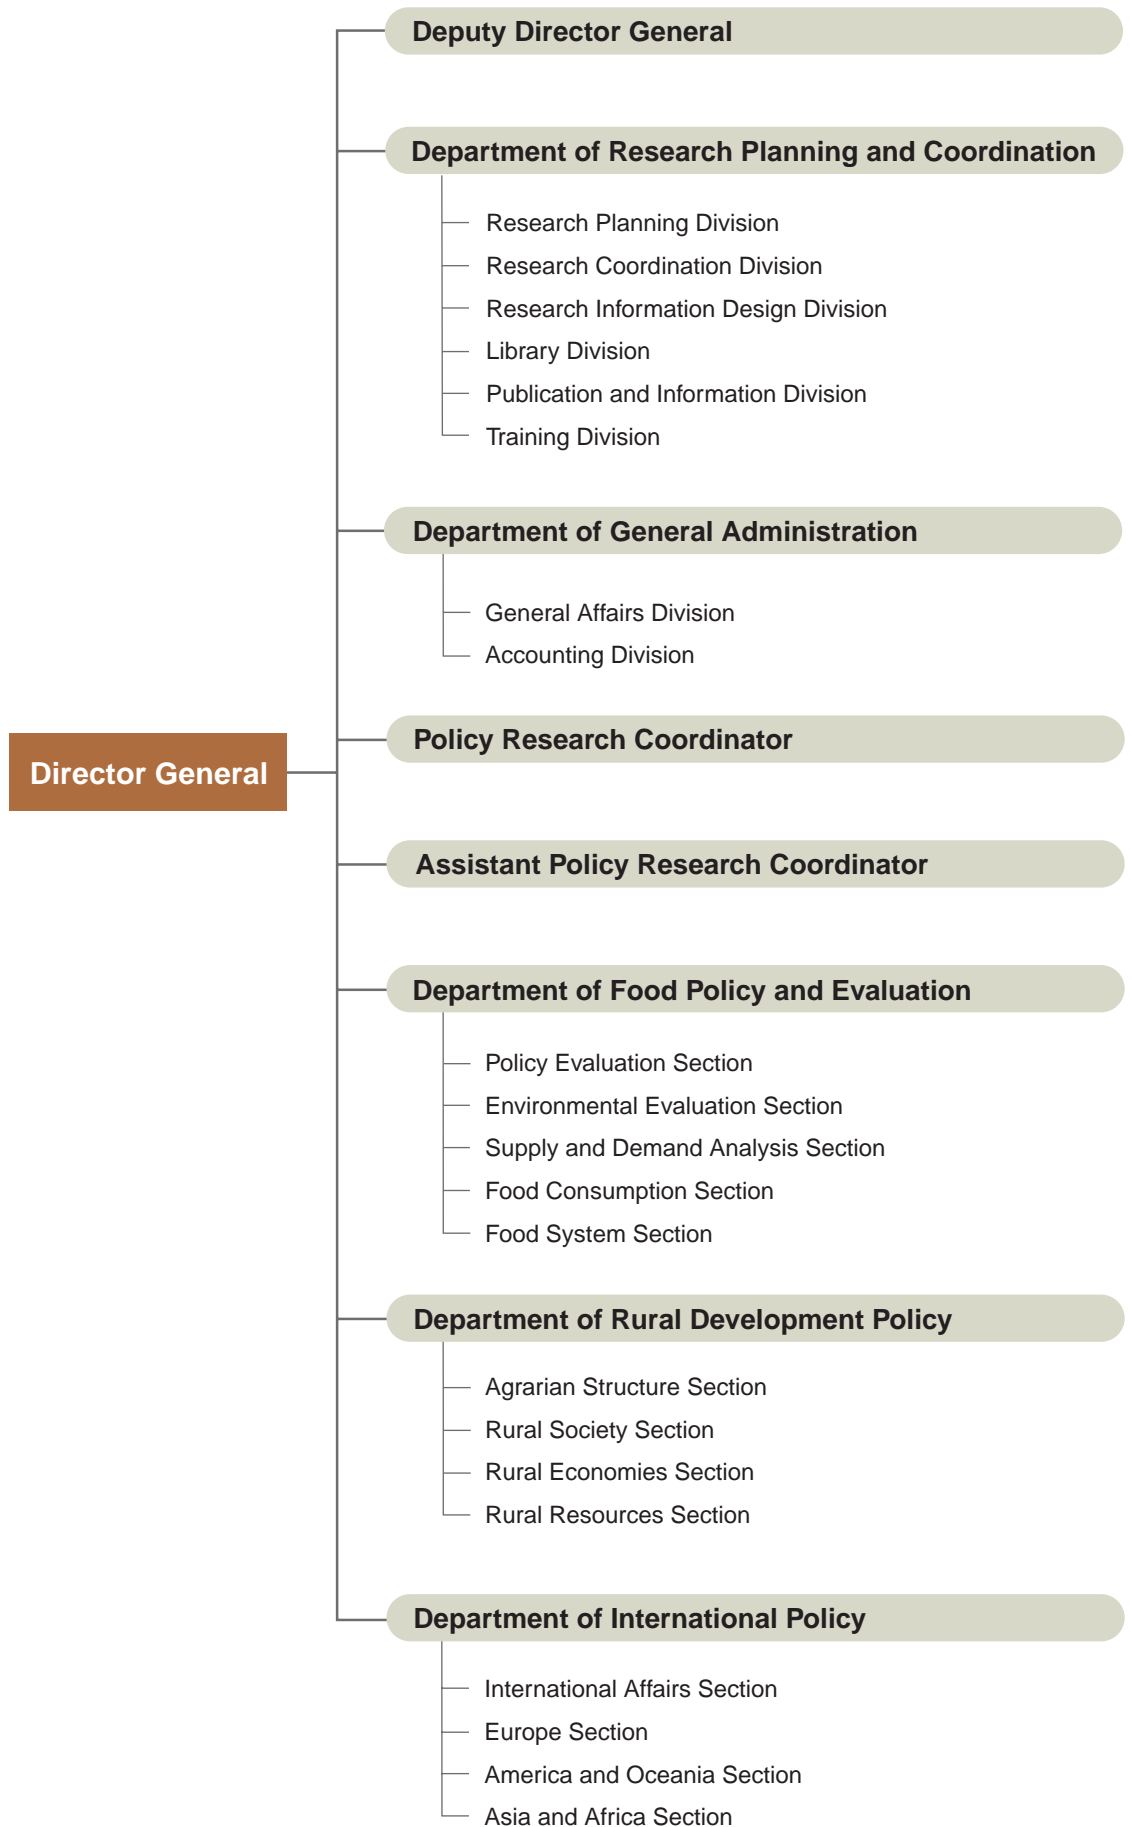 Deputy Director General
Department of Research Planning and Coordination
Research Planning Division
Research Coordination Division
Research Information Design Division
Library Division
Publication and Information Division
Training Division
Department of General Administration
General Affairs Division
Accounting Division
Policy Research Coordinator
Director General
Assistant Policy Research Coordinator
Department of Food Policy and Evaluation
Policy Evaluation Section
Environmental Evaluation Section
Supply and Demand Analysis Section
Food Consumption Section
Food System Section
Department of Rural Development Policy
Agrarian Structure Section
Rural Society Section
Rural Economies Section
Rural Resources Section
Department of International Policy
International Affairs Section
Europe Section
America and Oceania Section
Asia and Africa Section